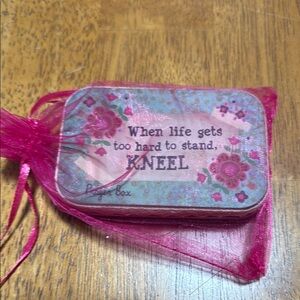 When life gets
too hard to stand,
KNEEL
Prayer Box